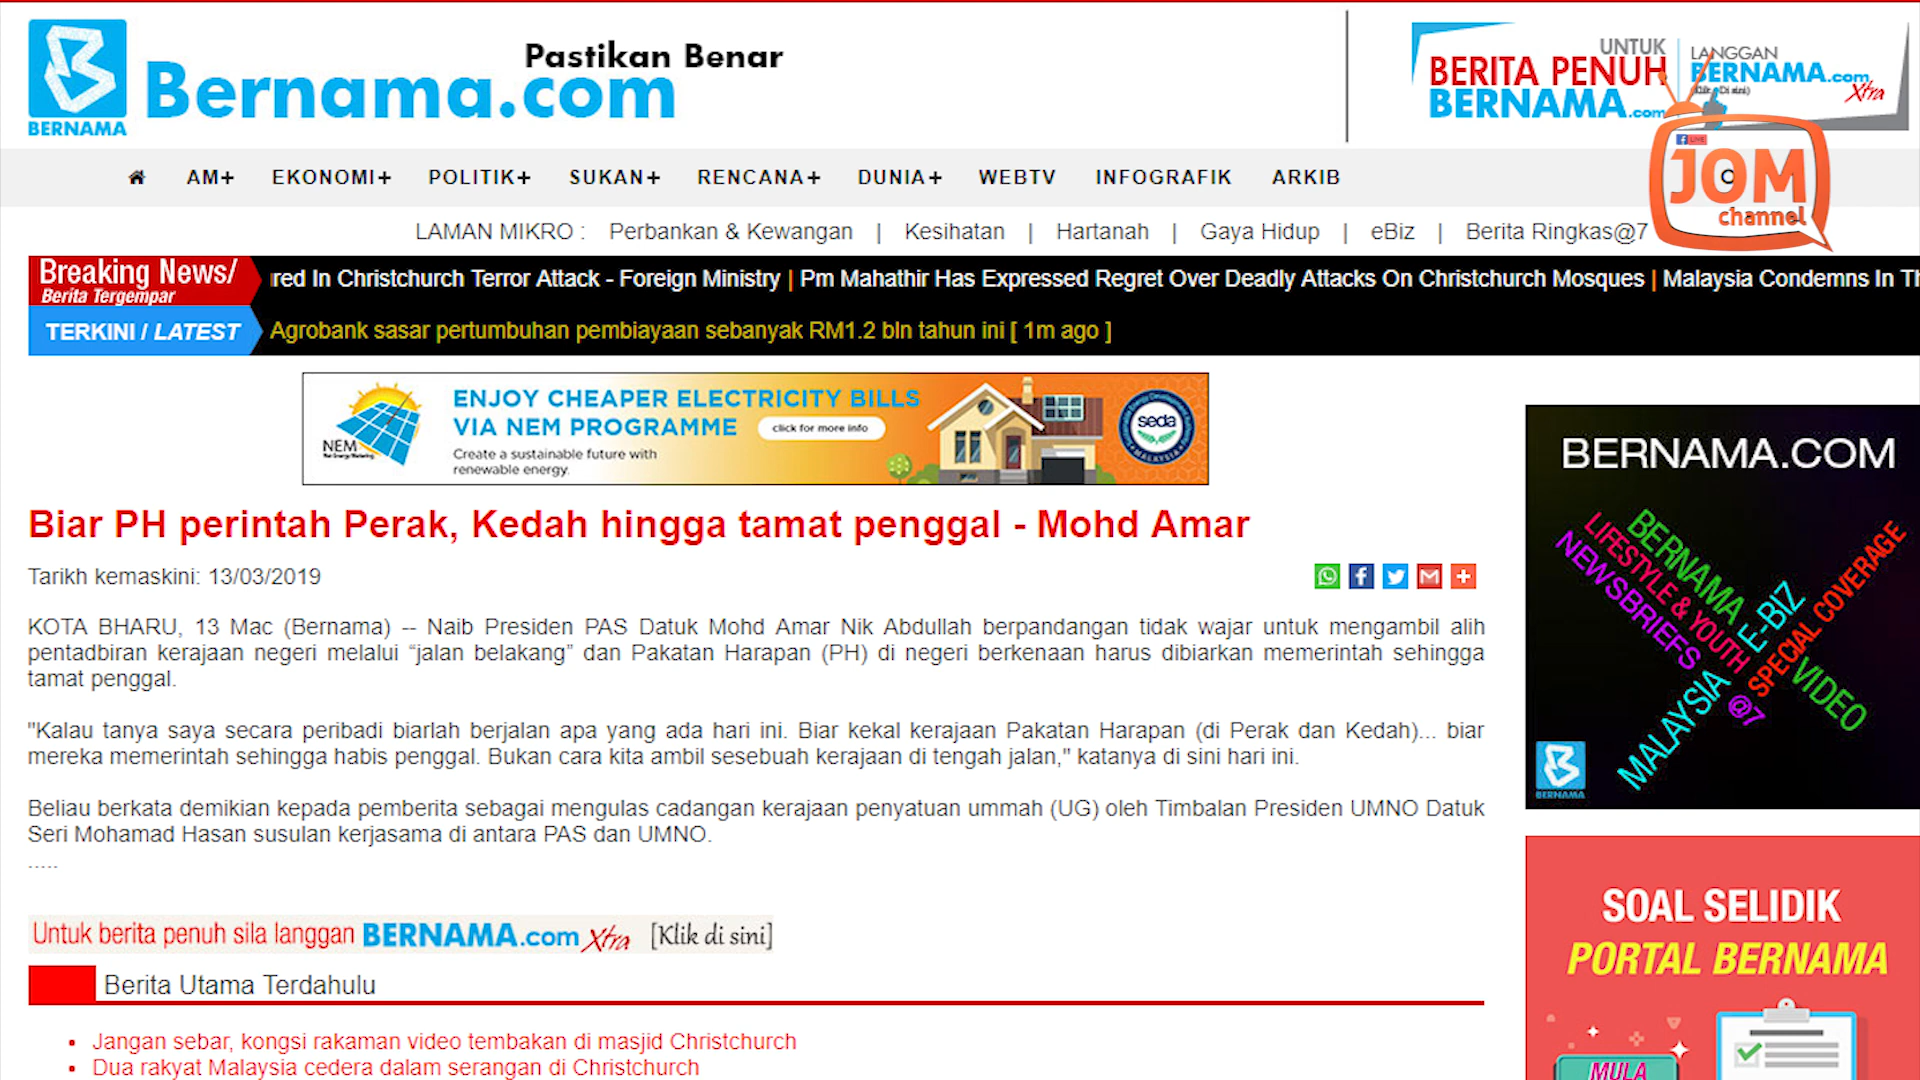 BERNAMA
Pastikan Benar
Bernama.com
UNTUK
BERITA PENUH
BERNAMA.com
LANGGAN
BERNAMA.com
Xtra
LIVE
JOM
channel
AM+ EKONOMI+ POLITIK+ SUKAN+ RENCANA+ DUNIA+ WEBTV INFOGRAFIK ARKIB
LAMAN MIKRO : Perbankan & Kewangan | Kesihatan | Hartanah | Gaya Hidup | eBiz | Berita Ringkas@7
Breaking News/
Berita Tergempar
red In Christchurch Terror Attack - Foreign Ministry | Pm Mahathir Has Expressed Regret Over Deadly Attacks On Christchurch Mosques | Malaysia Condemns In Th
TERKINI / LATEST
Agrobank sasar pertumbuhan pembiayaan sebanyak RM1.2 bln tahun ini [ 1m ago ]
NEM
ENJOY CHEAPER ELECTRICITY BILLS
VIA NEM PROGRAMME
click for more info
Create a sustainable future with
renewable energy.
seda
MALAYSIA
Biar PH perintah Perak, Kedah hingga tamat penggal - Mohd Amar
Tarikh kemaskini: 13/03/2019
KOTA BHARU, 13 Mac (Bernama) -- Naib Presiden PAS Datuk Mohd Amar Nik Abdullah berpandangan tidak wajar untuk mengambil alih
pentadbiran kerajaan negeri melalui “jalan belakang” dan Pakatan Harapan (PH) di negeri berkenaan harus dibiarkan memerintah sehingga
tamat penggal.
"Kalau tanya saya secara peribadi biarlah berjalan apa yang ada hari ini. Biar kekal kerajaan Pakatan Harapan (di Perak dan Kedah)... biar
mereka memerintah sehingga habis penggal. Bukan cara kita ambil sesebuah kerajaan di tengah jalan," katanya di sini hari ini.
Beliau berkata demikian kepada pemberita sebagai mengulas cadangan kerajaan penyatuan ummah (UG) oleh Timbalan Presiden UMNO Datuk
Seri Mohamad Hasan susulan kerjasama di antara PAS dan UMNO.
.....
Untuk berita penuh sila langgan BERNAMA.com Xtra [Klik di sini]
Berita Utama Terdahulu
Jangan sebar, kongsi rakaman video tembakan di masjid Christchurch
Dua rakyat Malaysia cedera dalam serangan di Christchurch
BERNAMA.COM
BERNAMA
LIFESTYLE & YOUTH
NEWSBRIEFS @7
E-BIZ
SPECIAL COVERAGE
VIDEO
MALAYSIA
BERNAMA
SOAL SELIDIK
PORTAL BERNAMA
MULA